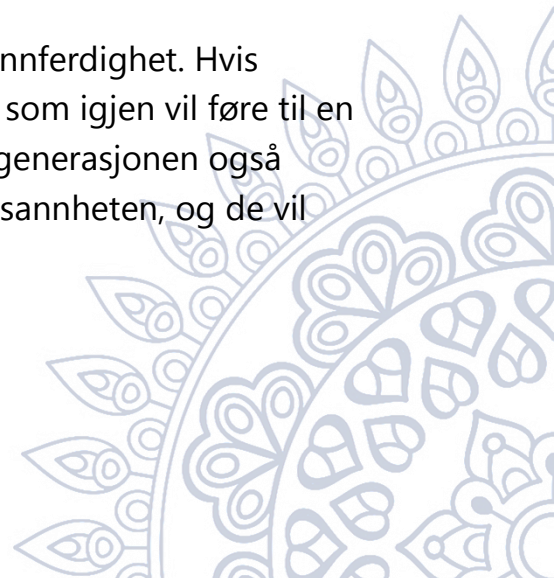 nnferdighet. Hvis
som igjen vil føre til en
generasjonen også
sannheten, og de vil